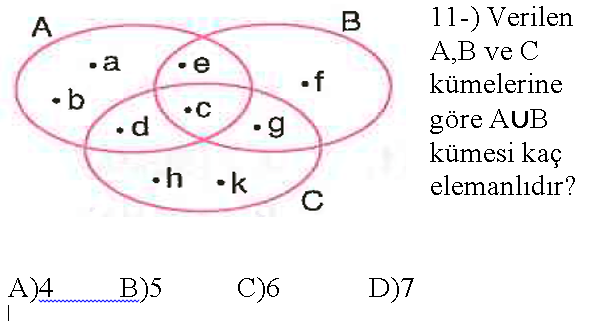 A
B
•a
•e
•f
•b
•c
•d
•g
•h
•k
C
11-) Verilen
A,B ve C
kümelerine
göre A∪B
kümesi kaç
elemanlıdır?
A)4 B)5 C)6 D)7